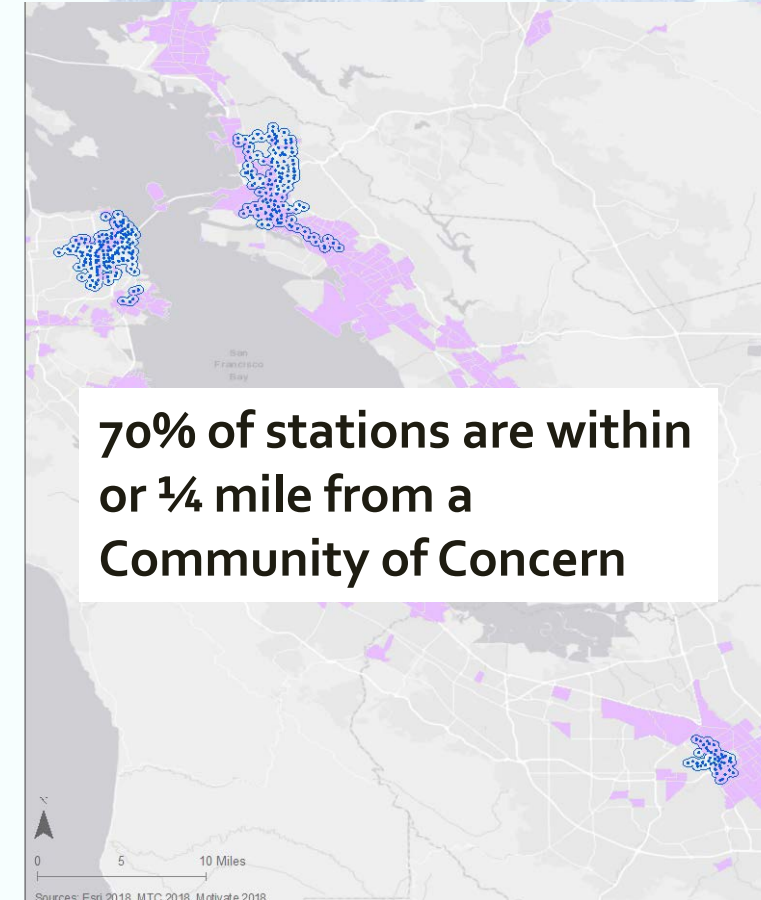 San
Francisco
Bay
70% of stations are within
or ¼ mile from a
Community of Concern
N
0 5 10 Miles
Sources: Esri 2018, MTC 2018, Motivate 2018